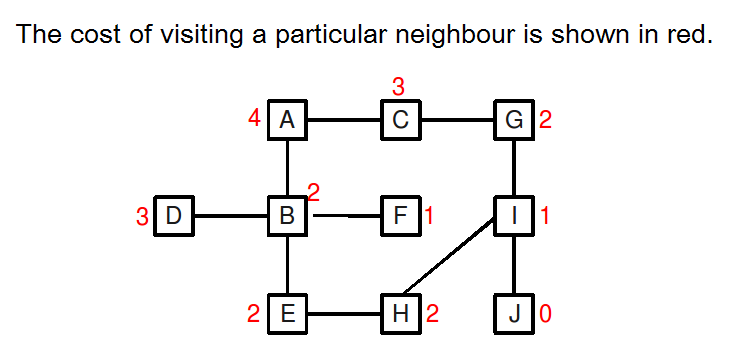 The cost of visiting a particular neighbour is shown in red.
3
4 A C G 2
2
3 D B F 1 I 1
2 E H 2 J 0